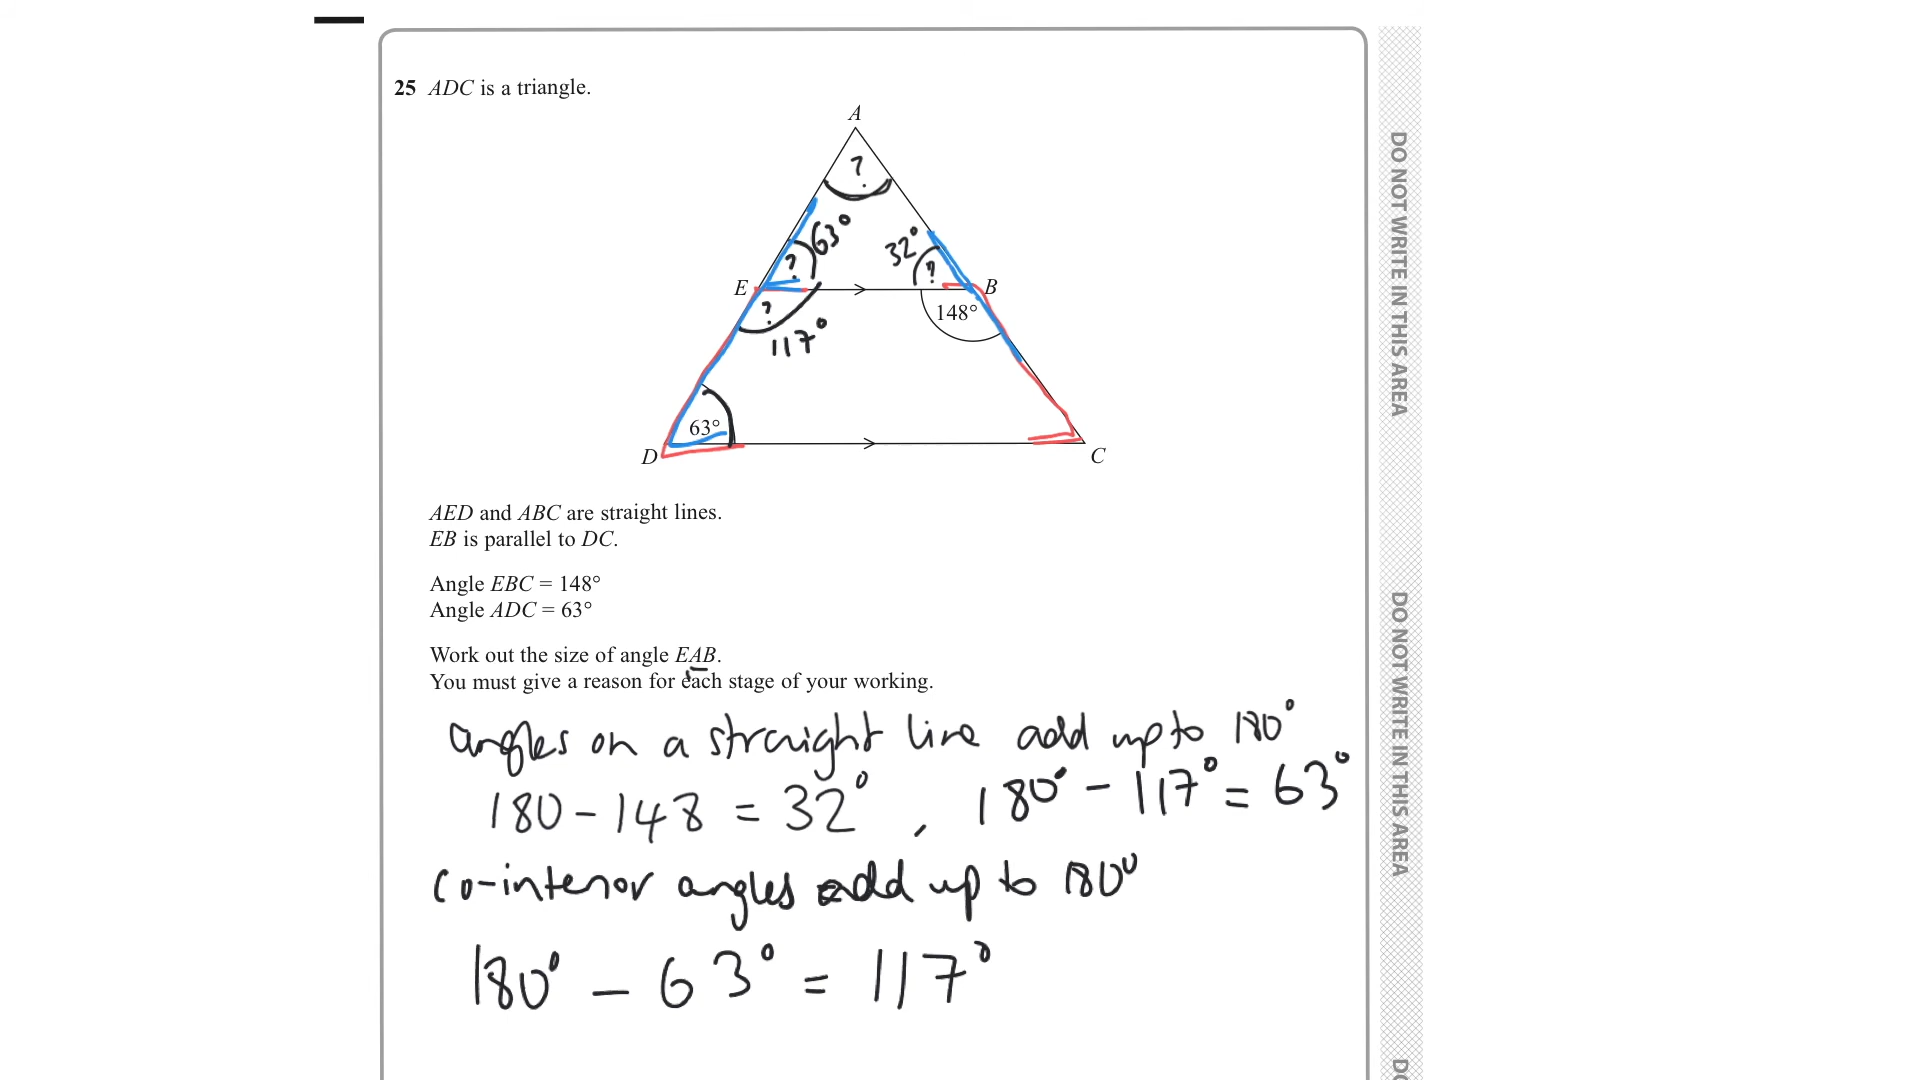 25 ADC is a triangle.
A
?
63°
32°
?
?
E
B
?
148°
117°
63°
D
C
AED and ABC are straight lines.
EB is parallel to DC.
Angle EBC = 148°
Angle ADC = 63°
Work out the size of angle EAB.
You must give a reason for each stage of your working.
angles on a straight line add up to 180°
180 - 148 = 32° , 180° - 117° = 63°
co-interior angles add up to 180°
180° - 63° = 117°
DO NOT WRITE IN THIS AREA
DO NOT WRITE IN THIS AREA
DO